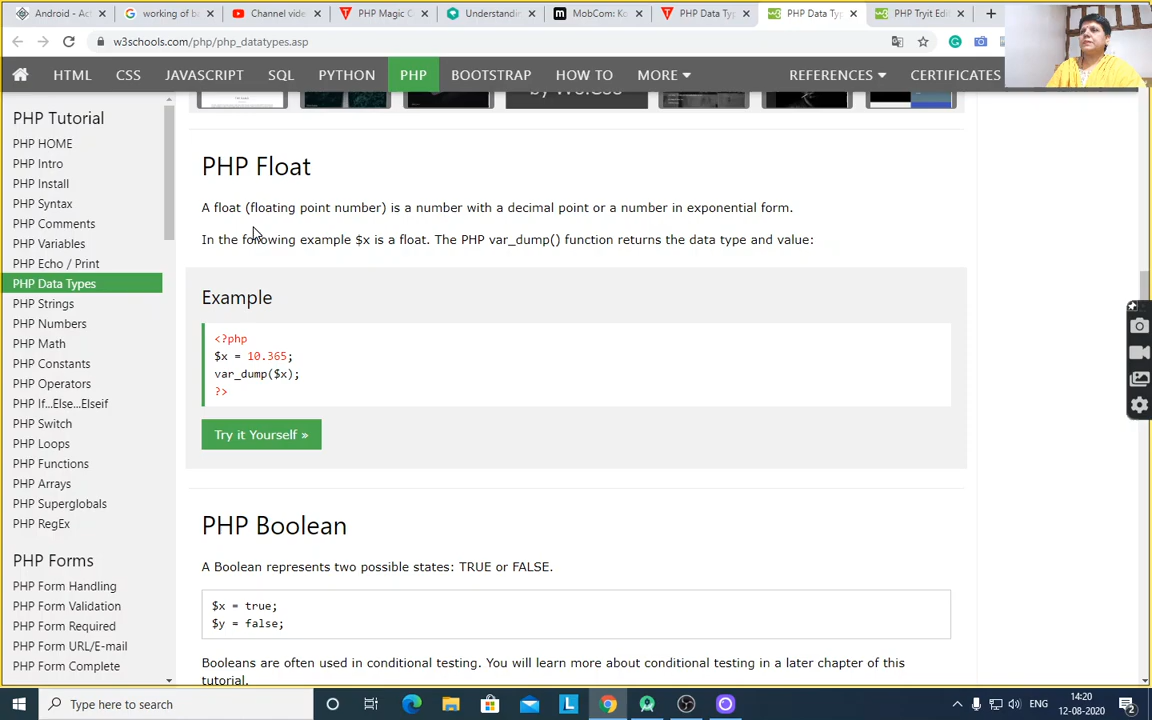 Android - Act
working of ba
Channel vide
PHP Magic C
Understandin
MobCom: Ko
PHP Data Typ
PHP Data Typ
PHP Tryit Edit
w3schools.com/php/php_datatypes.asp
HTML CSS JAVASCRIPT SQL PYTHON PHP BOOTSTRAP HOW TO MORE REFERENCES CERTIFICATES
PHP Tutorial
PHP HOME
PHP Intro
PHP Install
PHP Syntax
PHP Comments
PHP Variables
PHP Echo / Print
PHP Data Types
PHP Strings
PHP Numbers
PHP Math
PHP Constants
PHP Operators
PHP If...Else...Elseif
PHP Switch
PHP Loops
PHP Functions
PHP Arrays
PHP Superglobals
PHP RegEx
PHP Forms
PHP Form Handling
PHP Form Validation
PHP Form Required
PHP Form URL/E-mail
PHP Form Complete
PHP Float
A float (floating point number) is a number with a decimal point or a number in exponential form.
In the following example $x is a float. The PHP var_dump() function returns the data type and value:
Example
<?php
$x = 10.365;
var_dump($x);
?>
Try it Yourself »
PHP Boolean
A Boolean represents two possible states: TRUE or FALSE.
$x = true;
$y = false;
Booleans are often used in conditional testing. You will learn more about conditional testing in a later chapter of this
tutorial.
Type here to search
ENG
14:20
12-08-2020
2